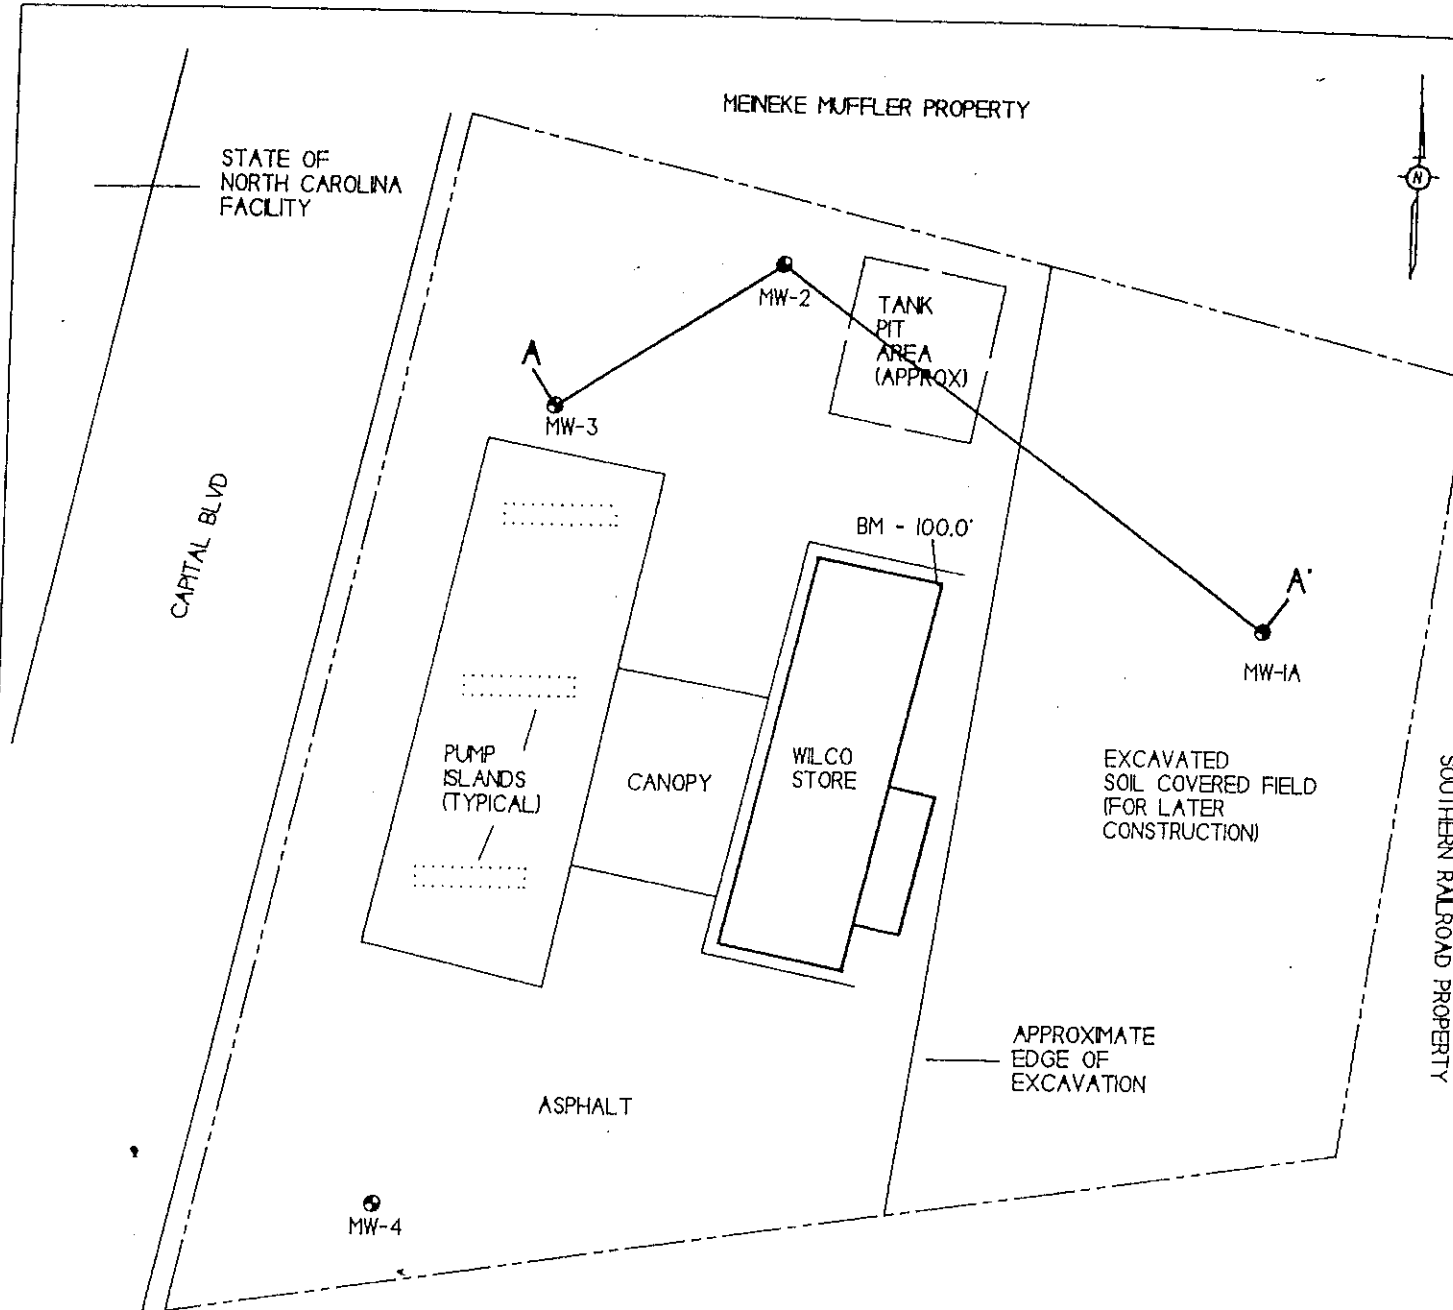 MEINEKE MUFFLER PROPERTY
STATE OF
NORTH CAROLINA
FACILITY
N
MW-2
TANK
PIT
AREA
(APPROX)
A
MW-3
CAPITAL BLVD
BM - 100.0'
A'
MW-1A
PUMP
ISLANDS
(TYPICAL)
CANOPY
WILCO
STORE
EXCAVATED
SOIL COVERED FIELD
(FOR LATER
CONSTRUCTION)
SOUTHERN RAILROAD PROPERTY
APPROXIMATE
EDGE OF
EXCAVATION
ASPHALT
MW-4